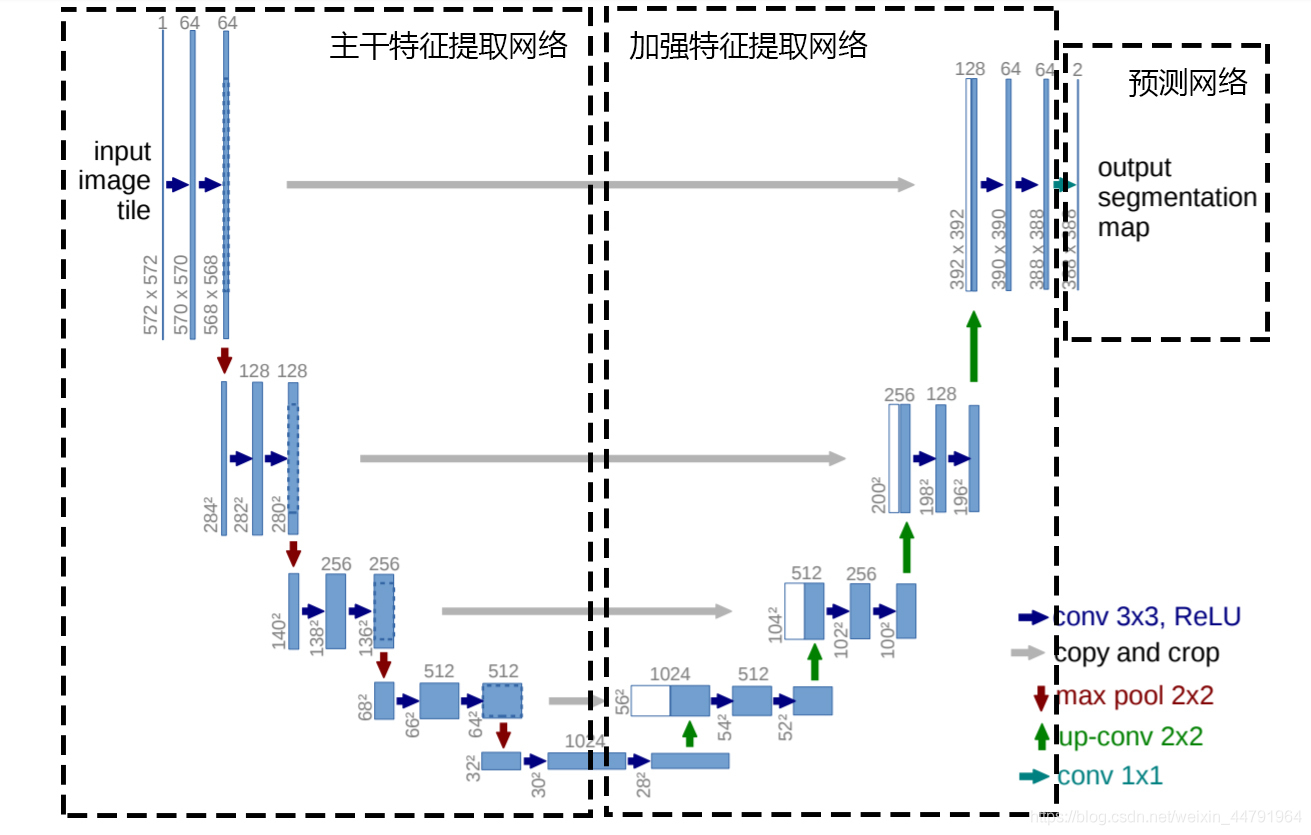 1 64 64
主干特征提取网络
加强特征提取网络
128 64 64 2
预测网络
input
image
tile
output
segmentation
map
572 x 572
570 x 570
568 x 568
392 x 392
390 x 390
388 x 388
388 x 388
128 128
284²
282²
280²
256 128
200²
198²
196²
256 256
140²
138²
136²
512 256
104²
102²
100²
512 512
68²
66²
64²
1024 512
56²
54²
52²
1024
32²
30²
28²
conv 3x3, ReLU
copy and crop
max pool 2x2
up-conv 2x2
conv 1x1
https://blog.csdn.net/weixin_44791964